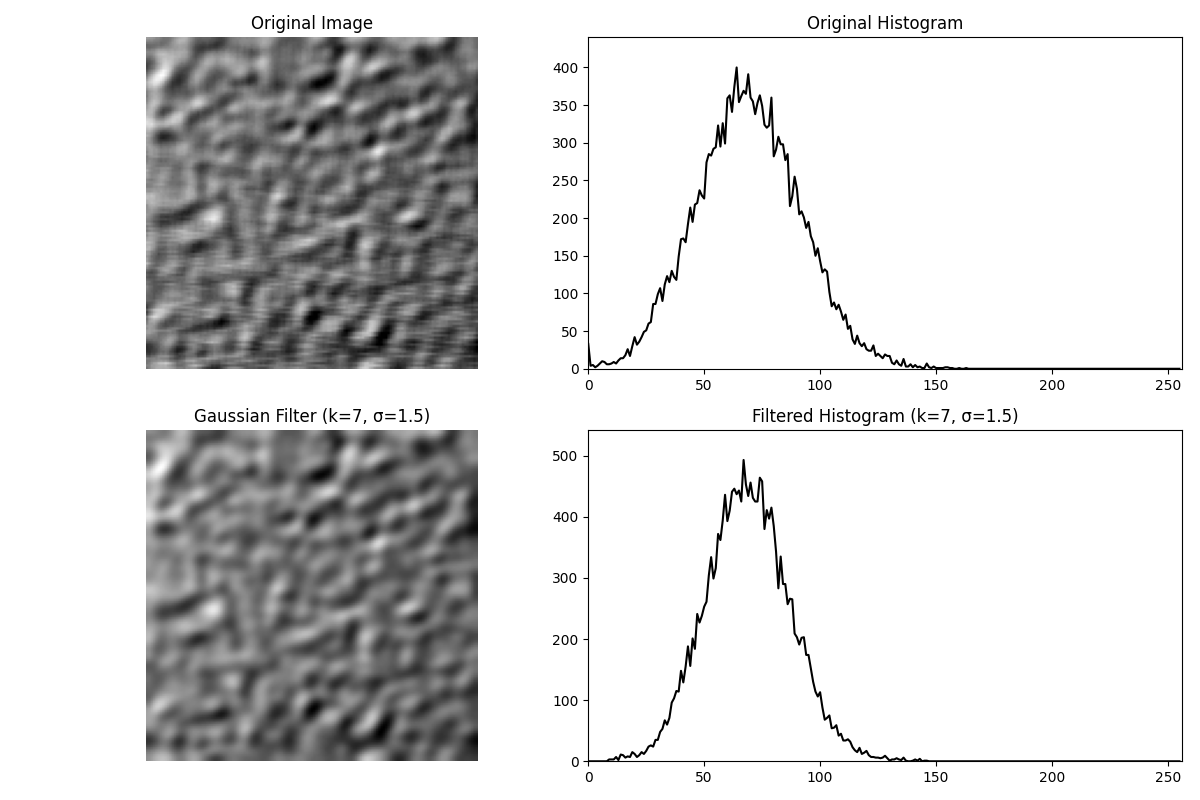 Original Image
Original Histogram
400
350
300
250
200
150
100
50
0
0 50 100 150 200 250
Gaussian Filter (k=7, σ=1.5)
Filtered Histogram (k=7, σ=1.5)
500
400
300
200
100
0
0 50 100 150 200 250